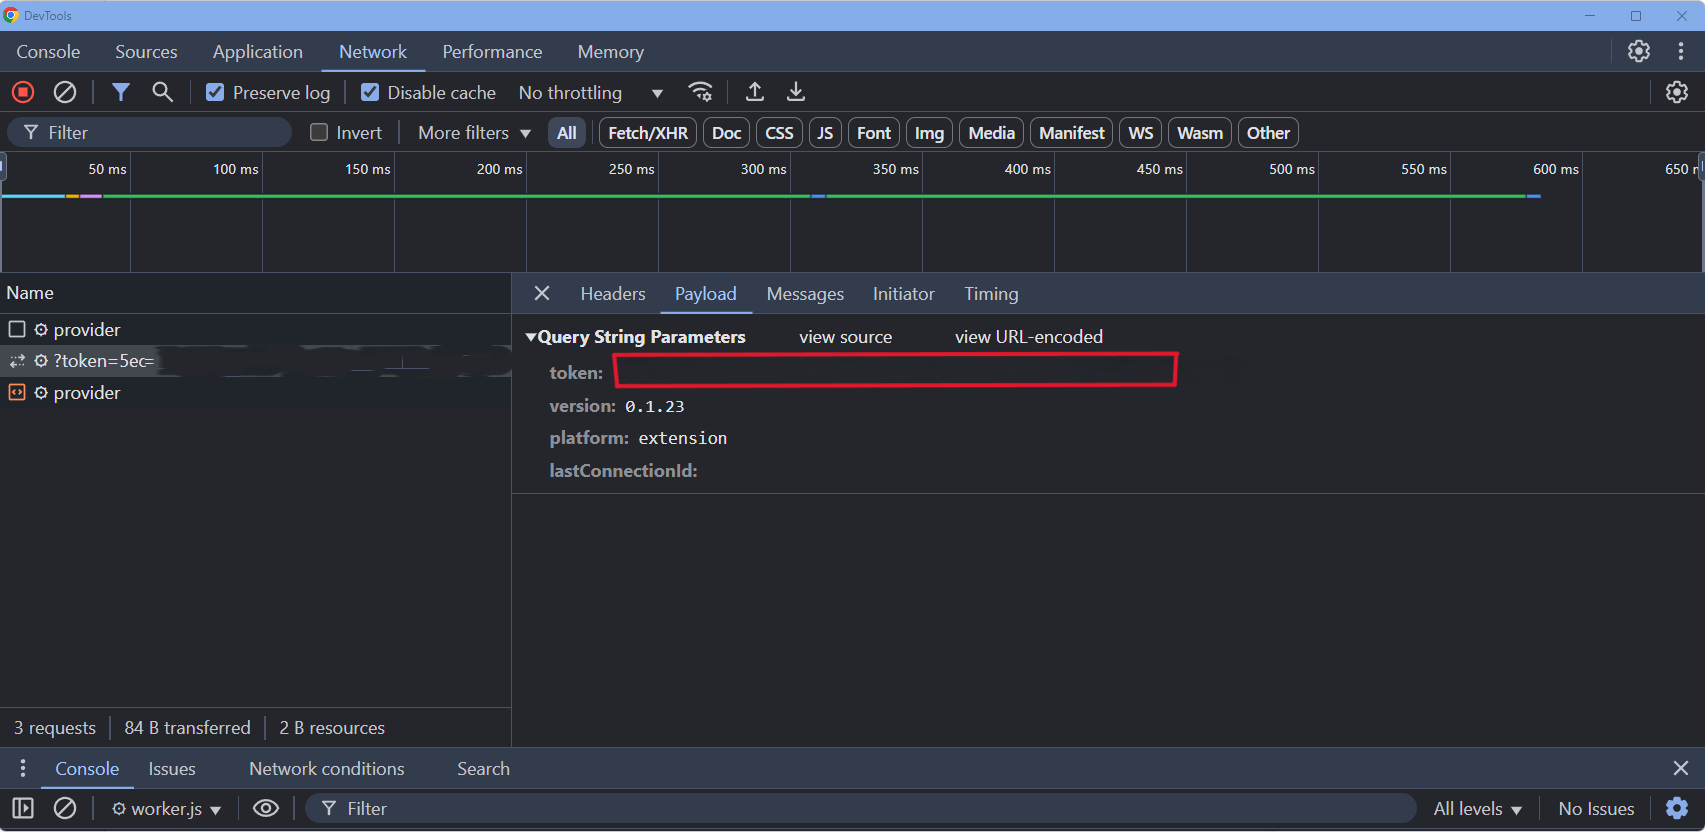 DevTools
Console Sources Application Network Performance Memory
Preserve log Disable cache No throttling
Filter Invert More filters All Fetch/XHR Doc CSS JS Font Img Media Manifest WS Wasm Other
50 ms 100 ms 150 ms 200 ms 250 ms 300 ms 350 ms 400 ms 450 ms 500 ms 550 ms 600 ms 650 m
Name
Headers Payload Messages Initiator Timing
provider
Query String Parameters view source view URL-encoded
?token=5ec=
token:
provider
version: 0.1.23
platform: extension
lastConnectionId:
3 requests 84 B transferred 2 B resources
Console Issues Network conditions Search
worker.js Filter All levels No Issues